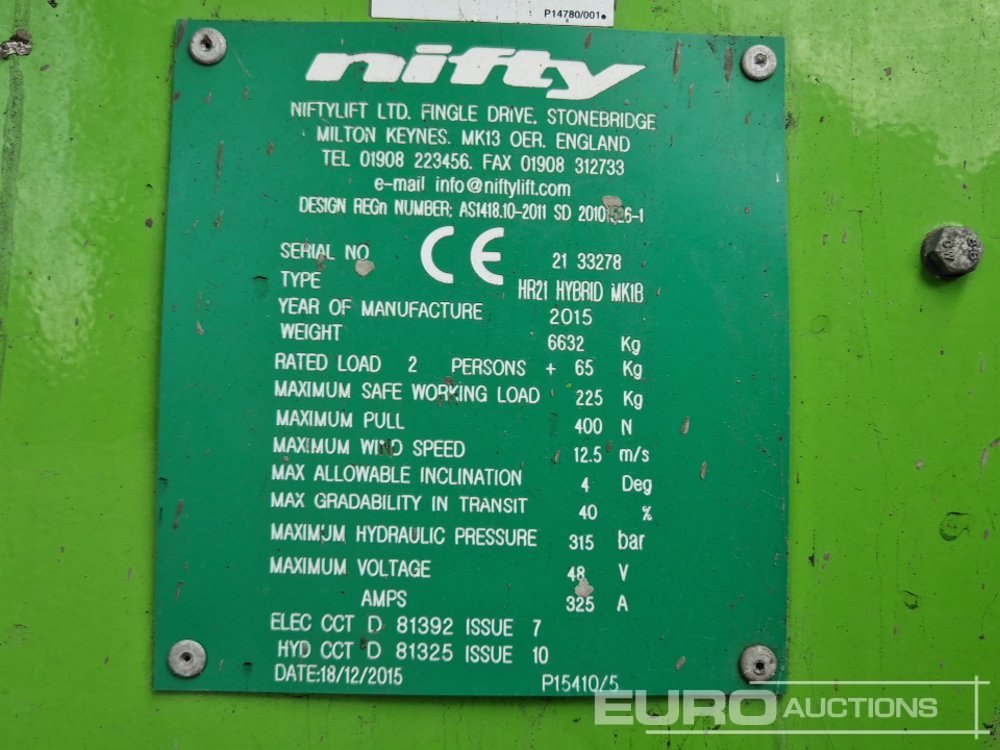 P14780/001
nifty
NIFTYLIFT LTD. FINGLE DRIVE. STONEBRIDGE
MILTON KEYNES. MK13 OER. ENGLAND
TEL 01908 223456. FAX 01908 312733
e-mail info@niftylift.com
DESIGN REGn NUMBER; AS1418.10-2011 SD
CE
SERIAL NO 21 33278
TYPE HR21 HYBRID MK1B
YEAR OF MANUFACTURE 2015
WEIGHT 6632 Kg
RATED LOAD 2 PERSONS + 65 Kg
MAXIMUM SAFE WORKING LOAD 225 Kg
MAXIMUM PULL 400 N
MAXIMUM WIND SPEED 12.5 m/s
MAX ALLOWABLE INCLINATION 4 Deg
MAX GRADABILITY IN TRANSIT 40 %
MAXIMUM HYDRAULIC PRESSURE 315 bar
MAXIMUM VOLTAGE 48 V
AMPS 325 A
ELEC CCT D 81392 ISSUE 7
HYD CCT D 81325 ISSUE 10
DATE:18/12/2015 P15410/5
EURO AUCTIONS